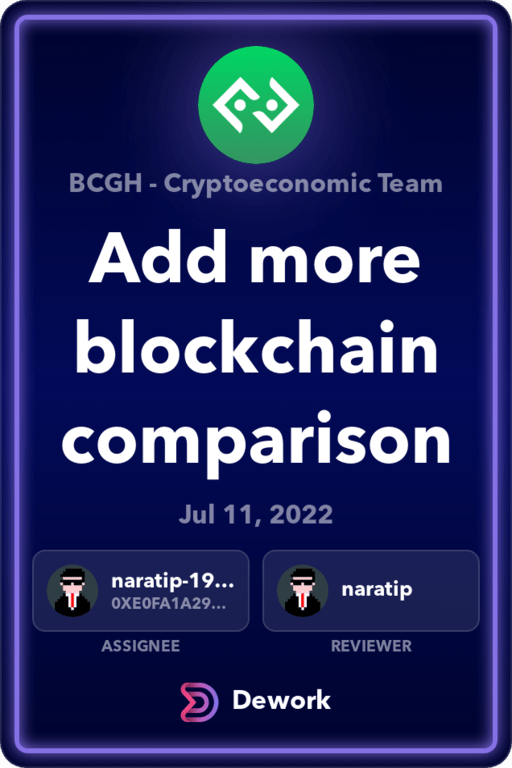 BCGH - Cryptoeconomic Team
Add more
blockchain
comparison
Jul 11, 2022
naratip-19...
0XE0FA1A29...
naratip
ASSIGNEE
REVIEWER
Dework